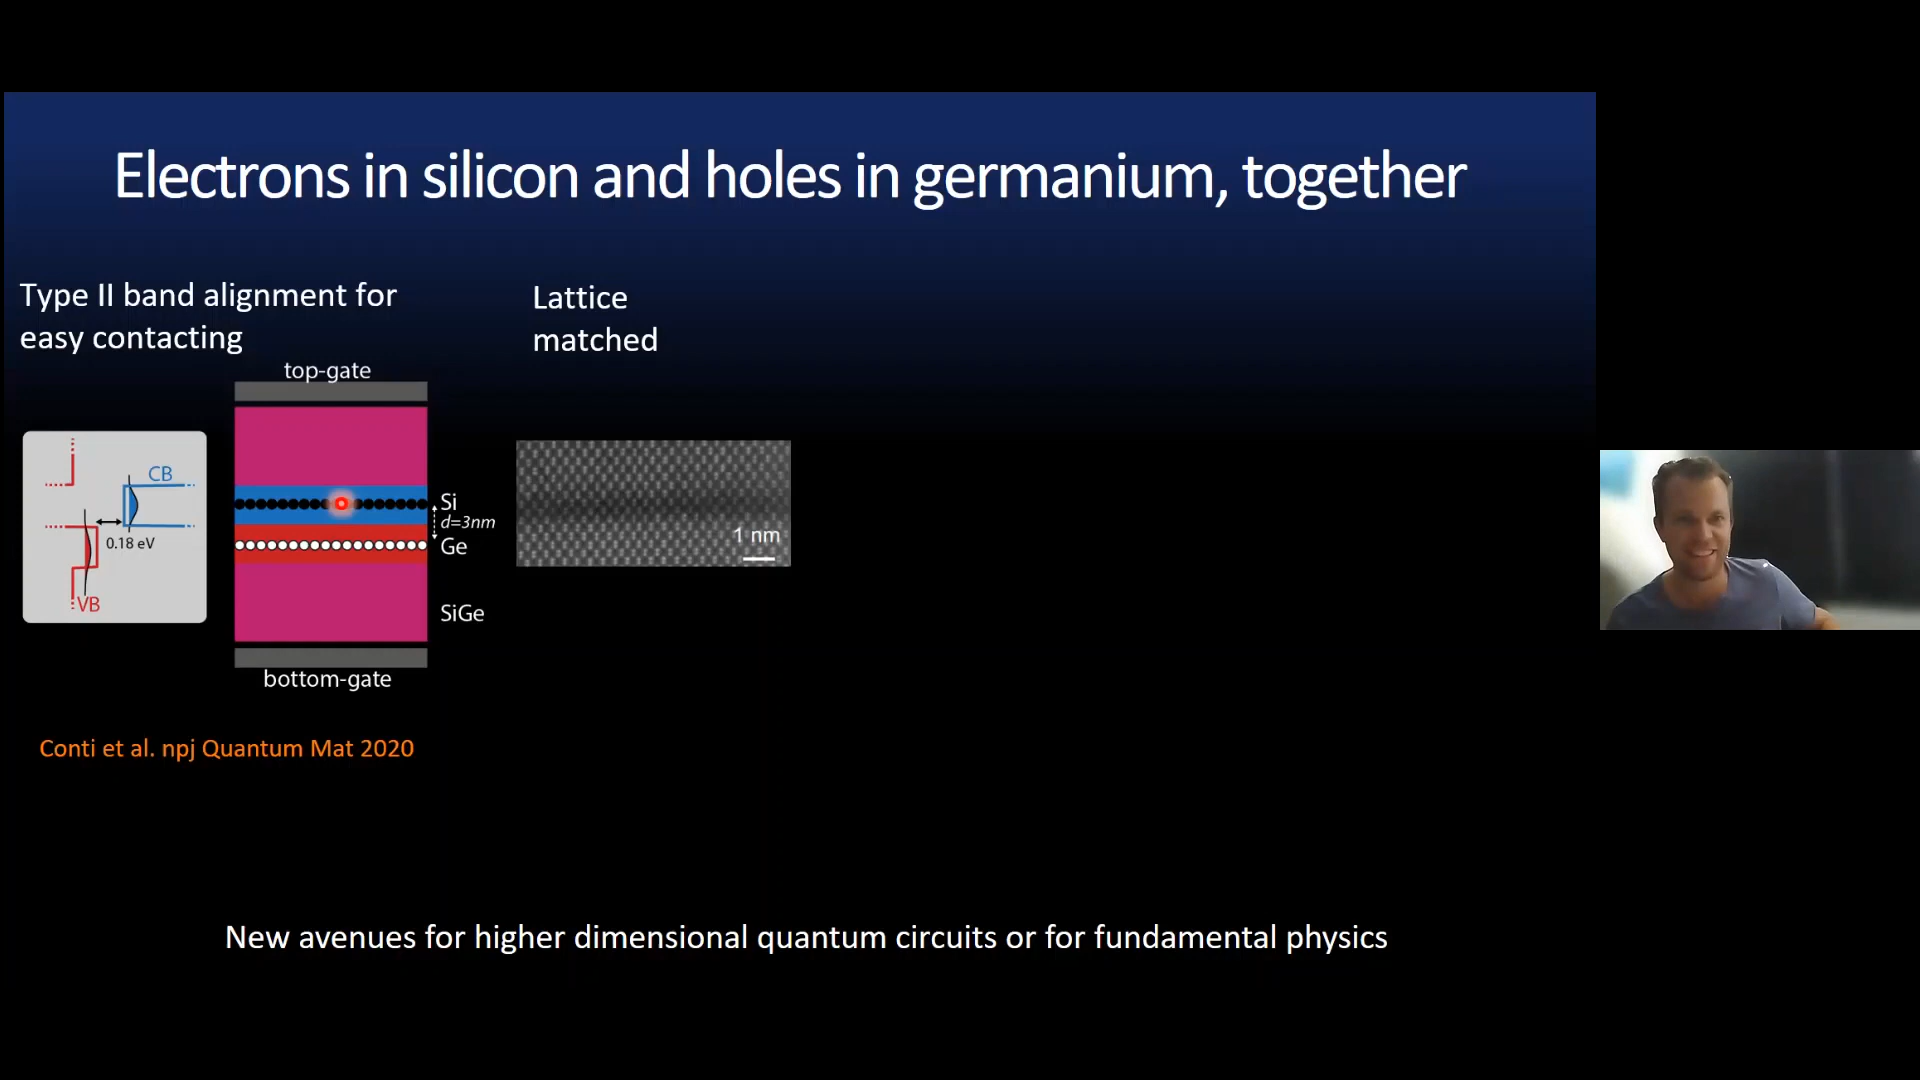 Electrons in silicon and holes in germanium, together
Type II band alignment for
easy contacting
Lattice
matched
top-gate
CB
0.18 eV
VB
Si
d=3nm
Ge
SiGe
bottom-gate
1 nm
Conti et al. npj Quantum Mat 2020
New avenues for higher dimensional quantum circuits or for fundamental physics